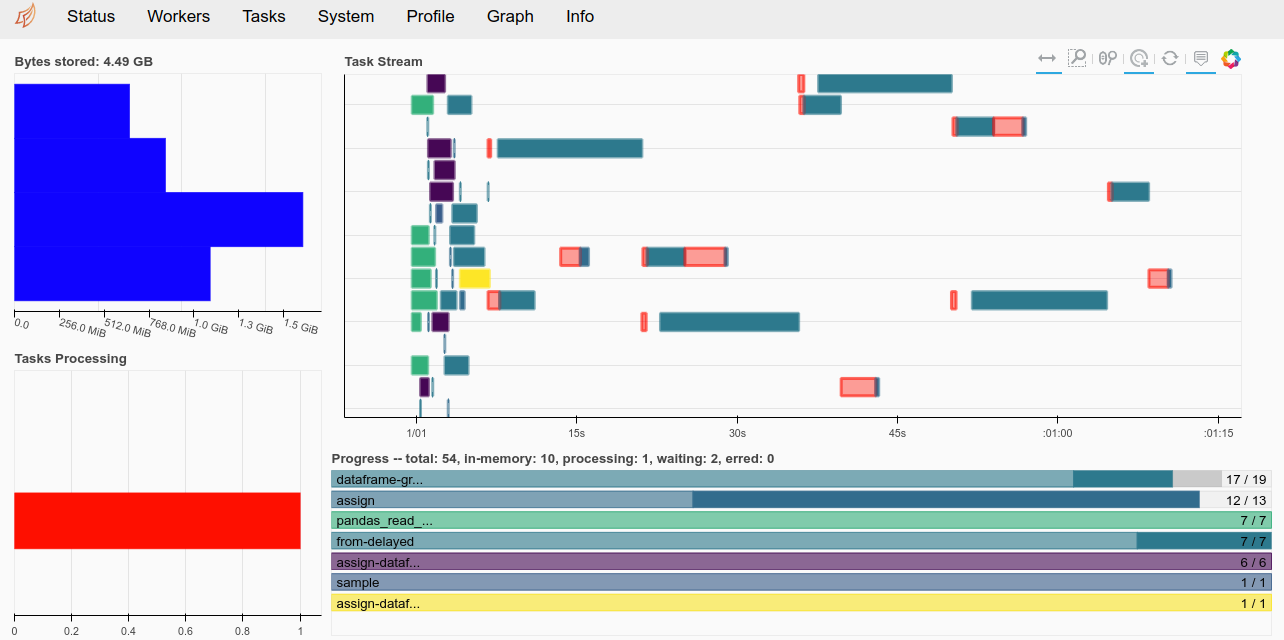 Status Workers Tasks System Profile Graph Info
Bytes stored: 4.49 GB
0.0 256.0 MiB 512.0 MiB 768.0 MiB 1.0 GiB 1.3 GiB 1.5 GiB
Tasks Processing
0 0.2 0.4 0.6 0.8 1
Task Stream
1/01 15s 30s 45s :01:00 :01:15
Progress -- total: 54, in-memory: 10, processing: 1, waiting: 2, erred: 0
dataframe-gr... 17 / 19
assign 12 / 13
pandas_read_... 7 / 7
from-delayed 7 / 7
assign-dataf... 6 / 6
sample 1 / 1
assign-dataf... 1 / 1